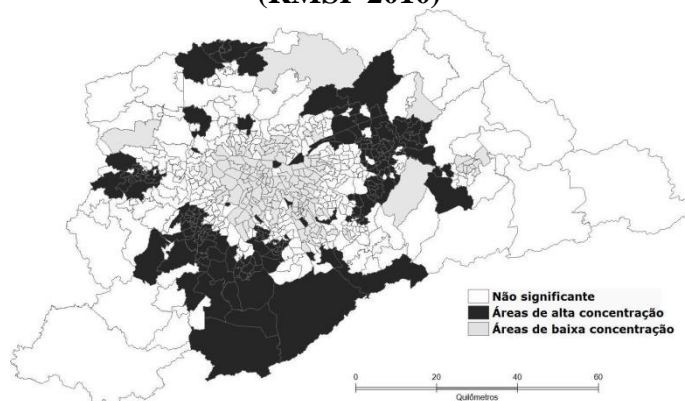 (RMSP 2010)
Não significante
Áreas de alta concentração
Áreas de baixa concentração
0 20 40 60
Quilômetros